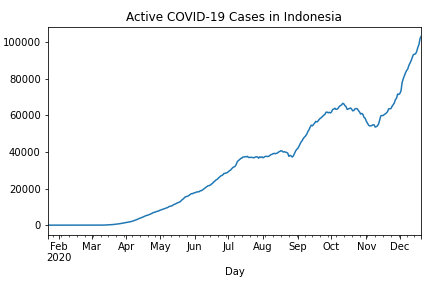 Active COVID-19 Cases in Indonesia
100000
80000
60000
40000
20000
0
Feb Mar Apr May Jun Jul Aug Sep Oct Nov Dec
2020
Day